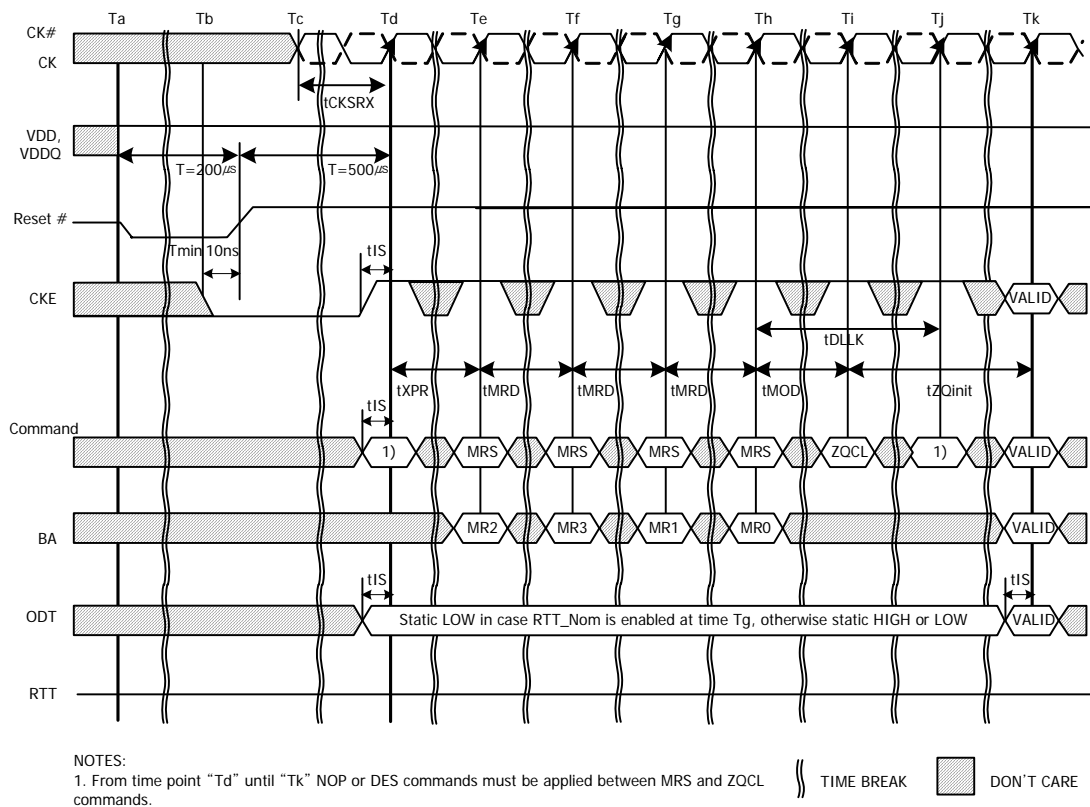 Ta Tb Tc Td Te Tf Tg Th Ti Tj Tk
CK#
CK
tCKSRX
VDD,
VDDQ
T=200㎲ T=500㎲
Reset #
Tmin 10ns tIS
CKE VALID
tDLLK
tXPR tMRD tMRD tMRD tMOD tZQinit
tIS
Command
1) MRS MRS MRS MRS ZQCL 1) VALID
BA MR2 MR3 MR1 MR0 VALID
tIS tIS
ODT Static LOW in case RTT_Nom is enabled at time Tg, otherwise static HIGH or LOW VALID
RTT
NOTES:
1. From time point “Td” until “Tk” NOP or DES commands must be applied between MRS and ZQCL
commands.
TIME BREAK DON'T CARE